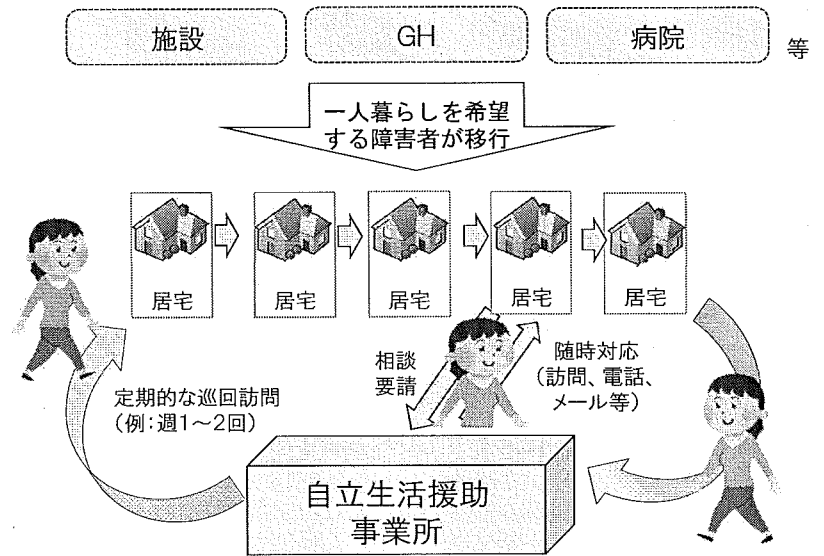 施設
GH
病院
等
一人暮らしを希望
する障害者が移行
居宅
居宅
居宅
居宅
居宅
相談
要請
随時対応
(訪問、電話、
メール等)
定期的な巡回訪問
(例:週1～2回)
自立生活援助
事業所